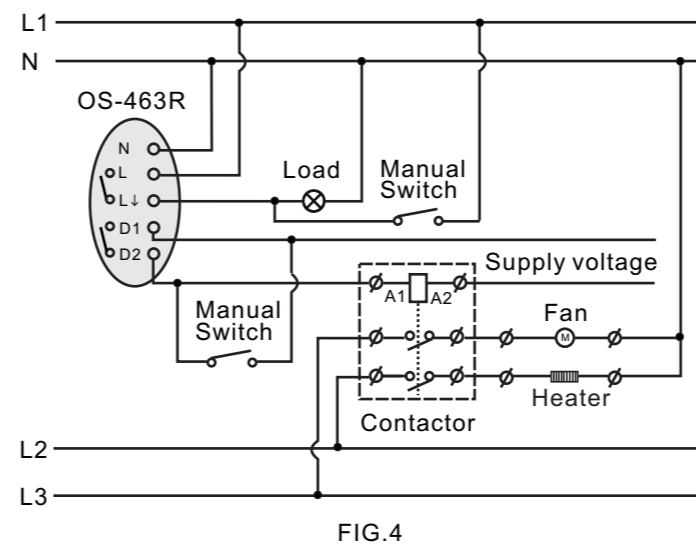 L1
N
OS-463R
N
L
L↓
D1
D2
Load
Manual
Switch
Supply voltage
A1
A2
Fan
M
Manual
Switch
Heater
Contactor
L2
L3
FIG.4